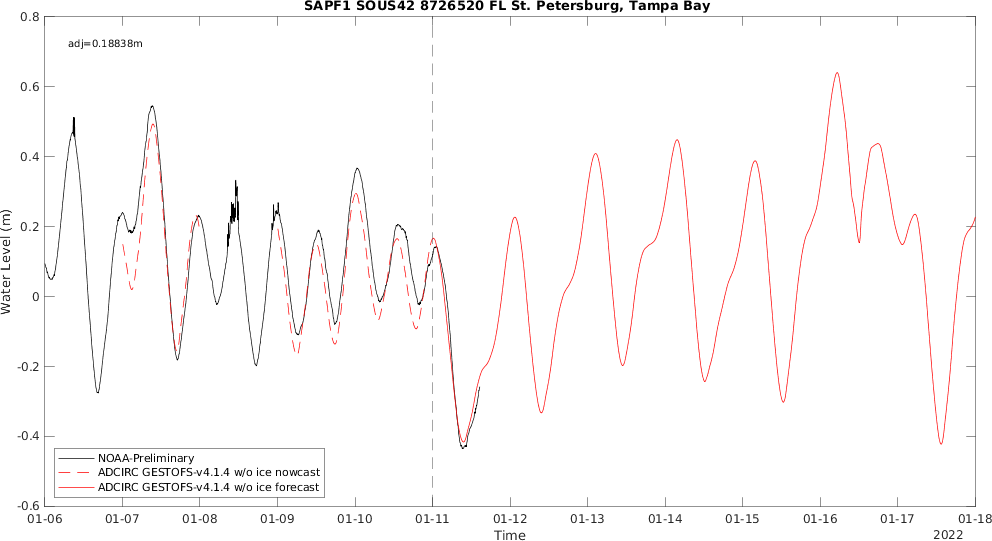 SAPF1 SOUS42 8726520 FL St. Petersburg, Tampa Bay
adj=0.18838m
0.8
0.6
0.4
0.2
0
-0.2
-0.4
-0.6
Water Level (m)
NOAA-Preliminary
ADCIRC GESTOFS-v4.1.4 w/o ice nowcast
ADCIRC GESTOFS-v4.1.4 w/o ice forecast
01-06 01-07 01-08 01-09 01-10 01-11 01-12 01-13 01-14 01-15 01-16 01-17 01-18
Time
2022